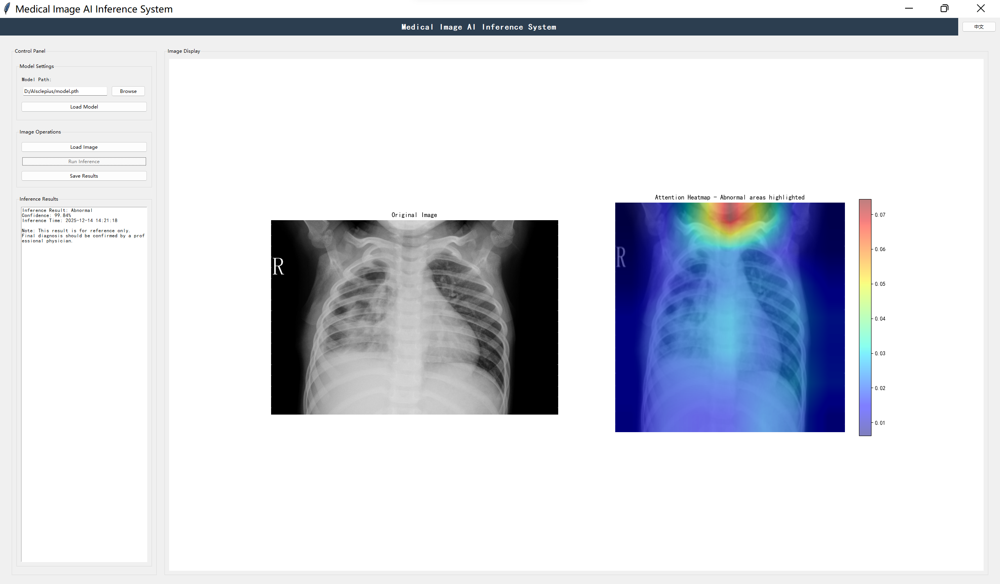 Medical Image AI Inference System
Medical Image AI Inference System
中文
Control Panel
Model Settings
Model Path:
D:/AIsclepius/model.pth
Browse
Load Model
Image Operations
Load Image
Run Inference
Save Results
Inference Results
Inference Result: Abnormal
Confidence: 99.84%
Inference Time: 2025-12-14 14:21:18
Note: This result is for reference only.
Final diagnosis should be confirmed by a prof
essional physician.
Image Display
Original Image
R
Attention Heatmap - Abnormal areas highlighted
R
0.07
0.06
0.05
0.04
0.03
0.02
0.01